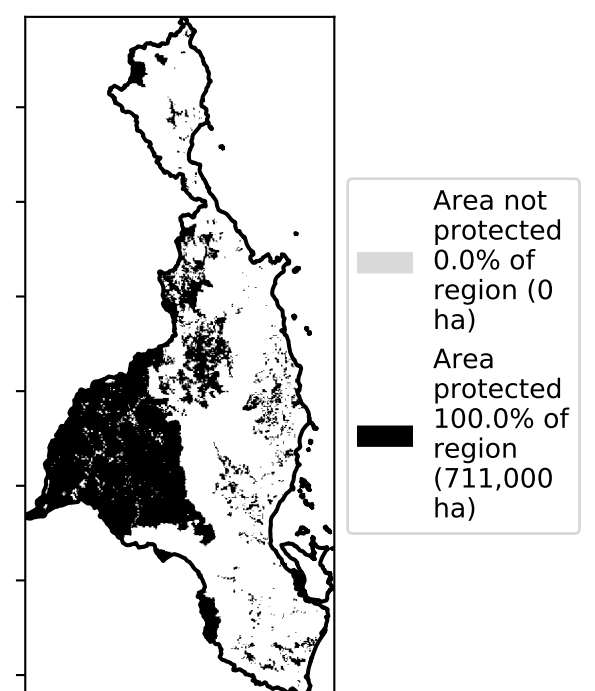 Area not
protected
0.0% of
region (0
ha)
Area
protected
100.0% of
region
(711,000
ha)